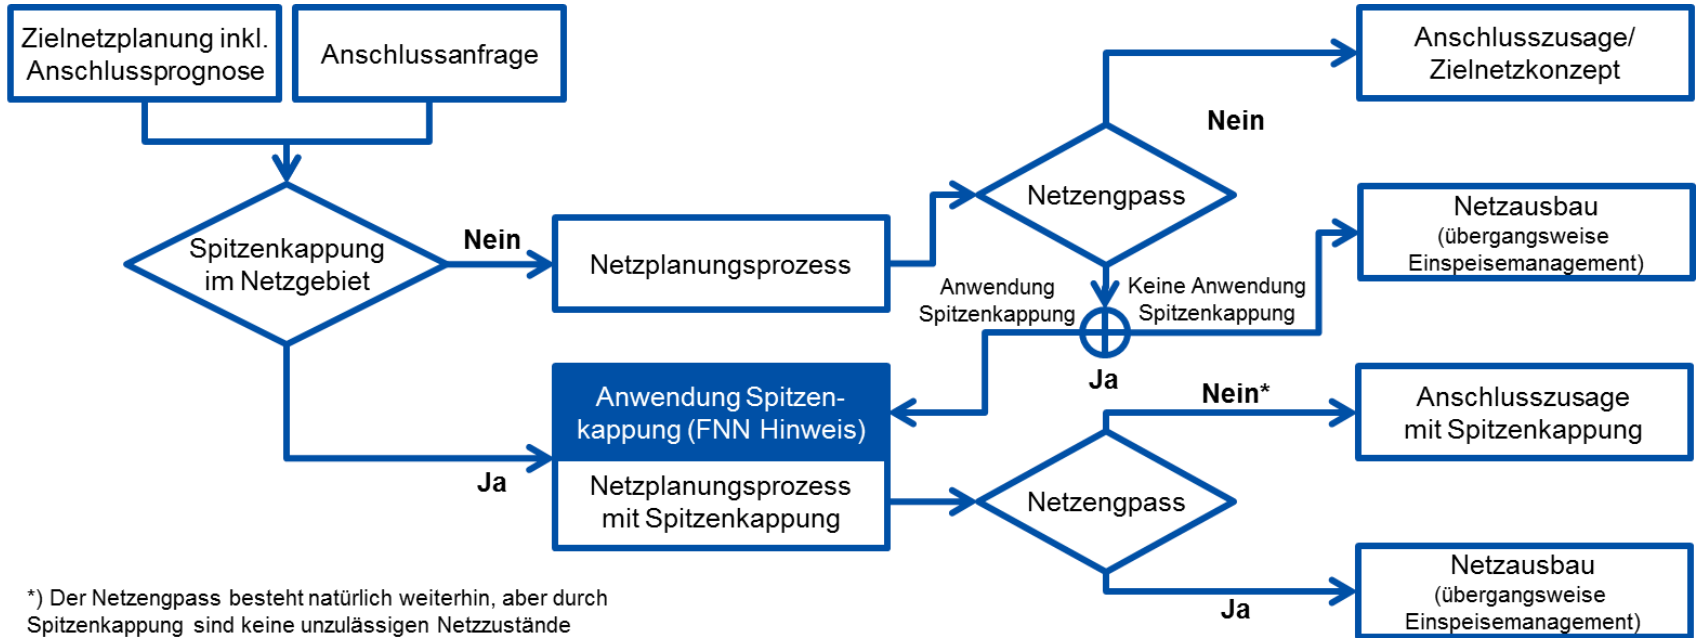 Zielnetzplanung inkl.
Anschlussprognose
Anschlussanfrage
Anschlusszusage/
Zielnetzkonzept
Nein
Netzengpass
Netzausbau
(übergangsweise
Einspeisemanagement)
Spitzenkappung
im Netzgebiet
Nein
Netzplanungsprozess
Anwendung
Spitzenkappung
Keine Anwendung
Spitzenkappung
Ja
Anwendung Spitzen-
kappung (FNN Hinweis)
Nein*
Anschlusszusage
mit Spitzenkappung
Ja
Netzplanungsprozess
mit Spitzenkappung
Netzengpass
Netzausbau
(übergangsweise
Einspeisemanagement)
Ja
*) Der Netzengpass besteht natürlich weiterhin, aber durch
Spitzenkappung sind keine unzulässigen Netzzustände